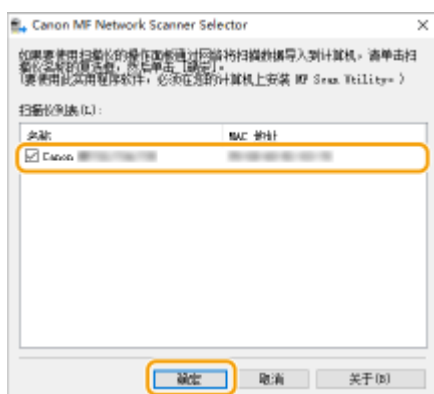 Canon MF Network Scanner Selector
如果要使用扫描仪的操作面板通过网络将扫描数据导入到计算机，请单击扫
描仪名称的复选框，然后单击 [确定]。
(要使用此实用程序软件，必须在您的计算机上安装 MF Scan Utility。)
扫描仪列表(L):
名称 MAC 地址
Canon
确定 取消 关于(B)